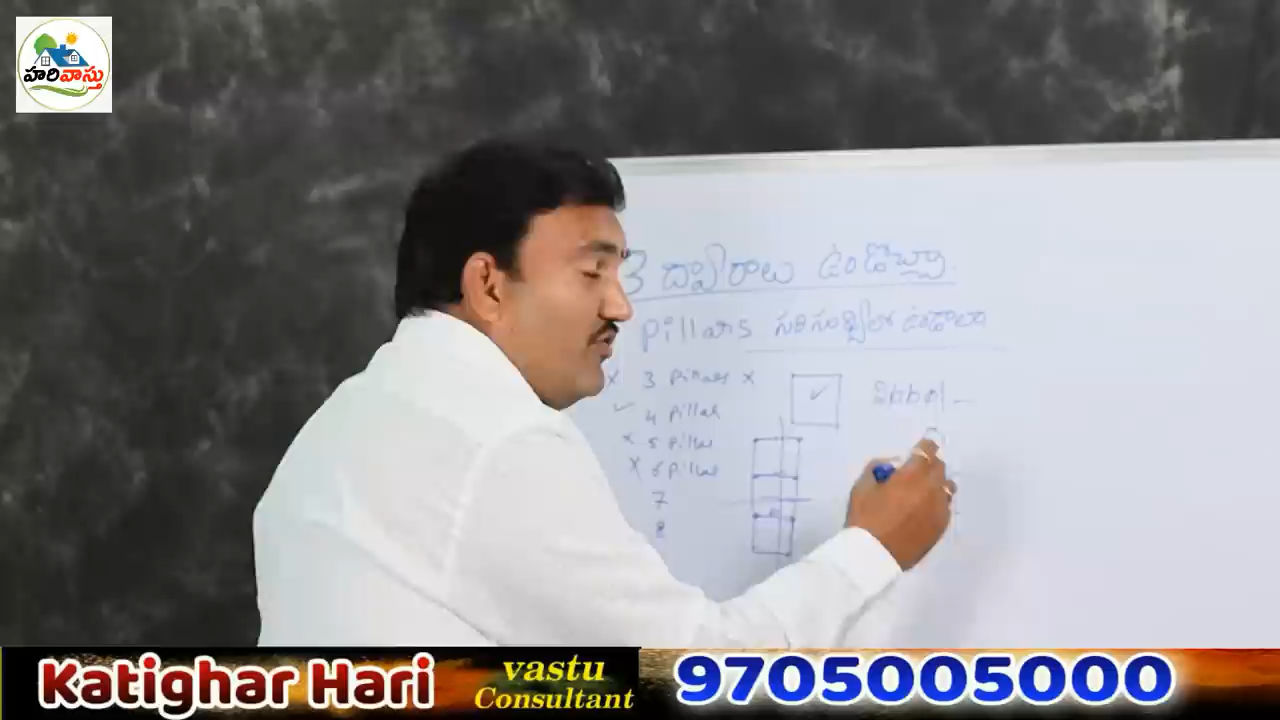 హరివాస్తు
3 ద్వారాలు ఉండొచ్చా.
Pillars సరిసంఖ్యలో ఉండాలా
x 3 Pillars x
✓ 4 Pillar
x 5 Pillar
x 6 Pillar
7
8
Katighar Hari
vastu
Consultant
9705005000